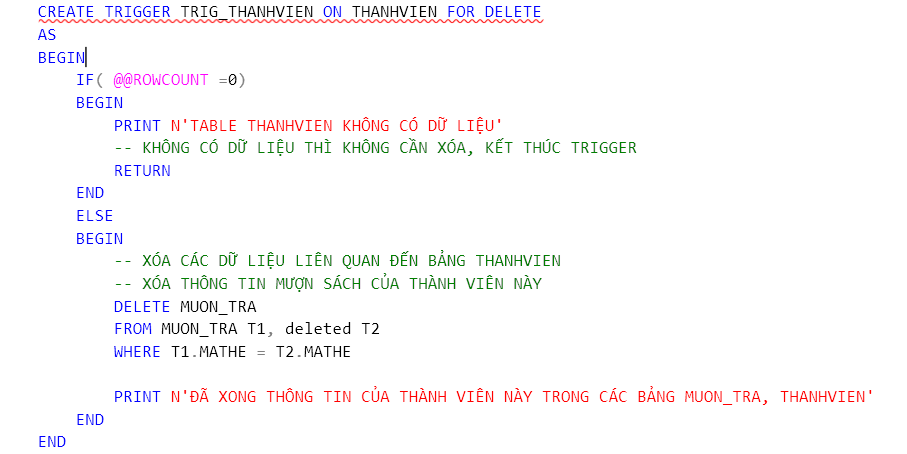 CREATE TRIGGER TRIG_THANHVIEN ON THANHVIEN FOR DELETE
AS
BEGIN
    IF( @@ROWCOUNT =0)
    BEGIN
        PRINT N'TABLE THANHVIEN KHÔNG CÓ DỮ LIỆU'
        -- KHÔNG CÓ DỮ LIỆU THÌ KHÔNG CẦN XÓA, KẾT THÚC TRIGGER
        RETURN
    END
    ELSE
    BEGIN
        -- XÓA CÁC DỮ LIỆU LIÊN QUAN ĐẾN BẢNG THANHVIEN
        -- XÓA THÔNG TIN MƯỢN SÁCH CỦA THÀNH VIÊN NÀY
        DELETE MUON_TRA
        FROM MUON_TRA T1, deleted T2
        WHERE T1.MATHE = T2.MATHE
        PRINT N'ĐÃ XONG THÔNG TIN CỦA THÀNH VIÊN NÀY TRONG CÁC BẢNG MUON_TRA, THANHVIEN'
    END
END